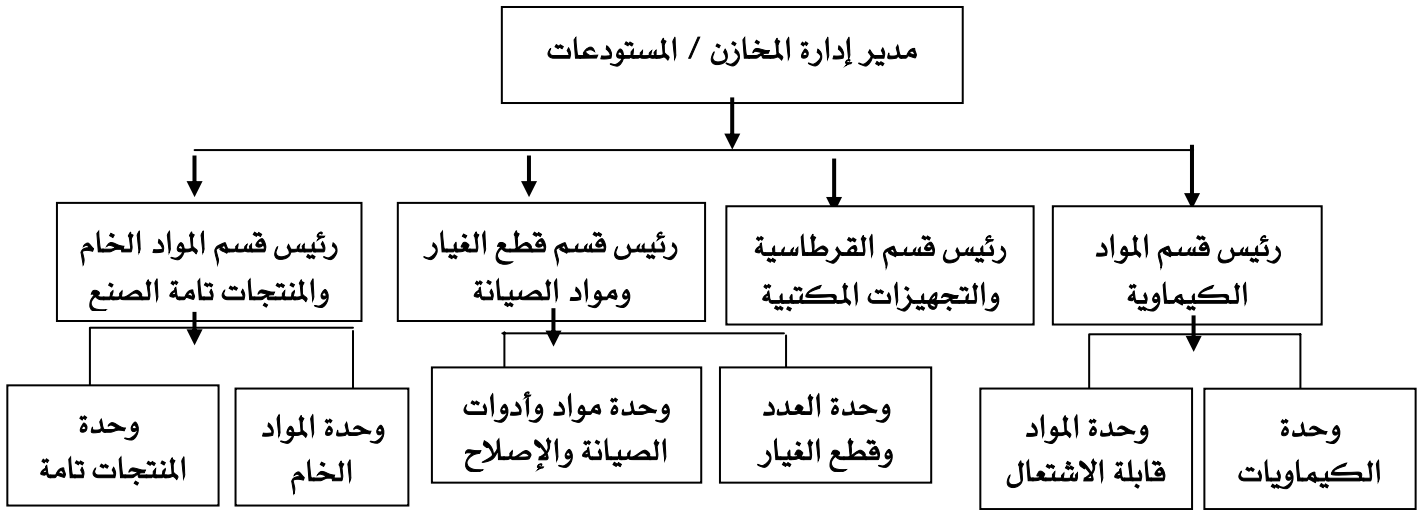 مدير إدارة المخازن / المستودعات
رئيس قسم المواد
الكيماوية
رئيس قسم القرطاسية
والتجهيزات المكتبية
رئيس قسم قطع الغيار
ومواد الصيانة
رئيس قسم المواد الخام
والمنتجات تامة الصنع
وحدة
الكيماويات
وحدة المواد
قابلة الاشتعال
وحدة العدد
وقطع الغيار
وحدة مواد وأدوات
الصيانة والإصلاح
وحدة المواد
الخام
وحدة
المنتجات تامة